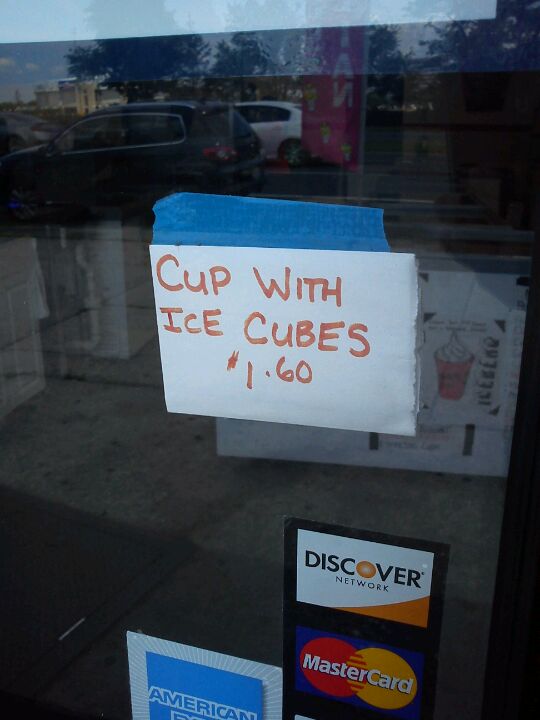 CUP WITH
ICE CUBES
$1.60
DISCOVER
NETWORK
MasterCard
AMERICAN